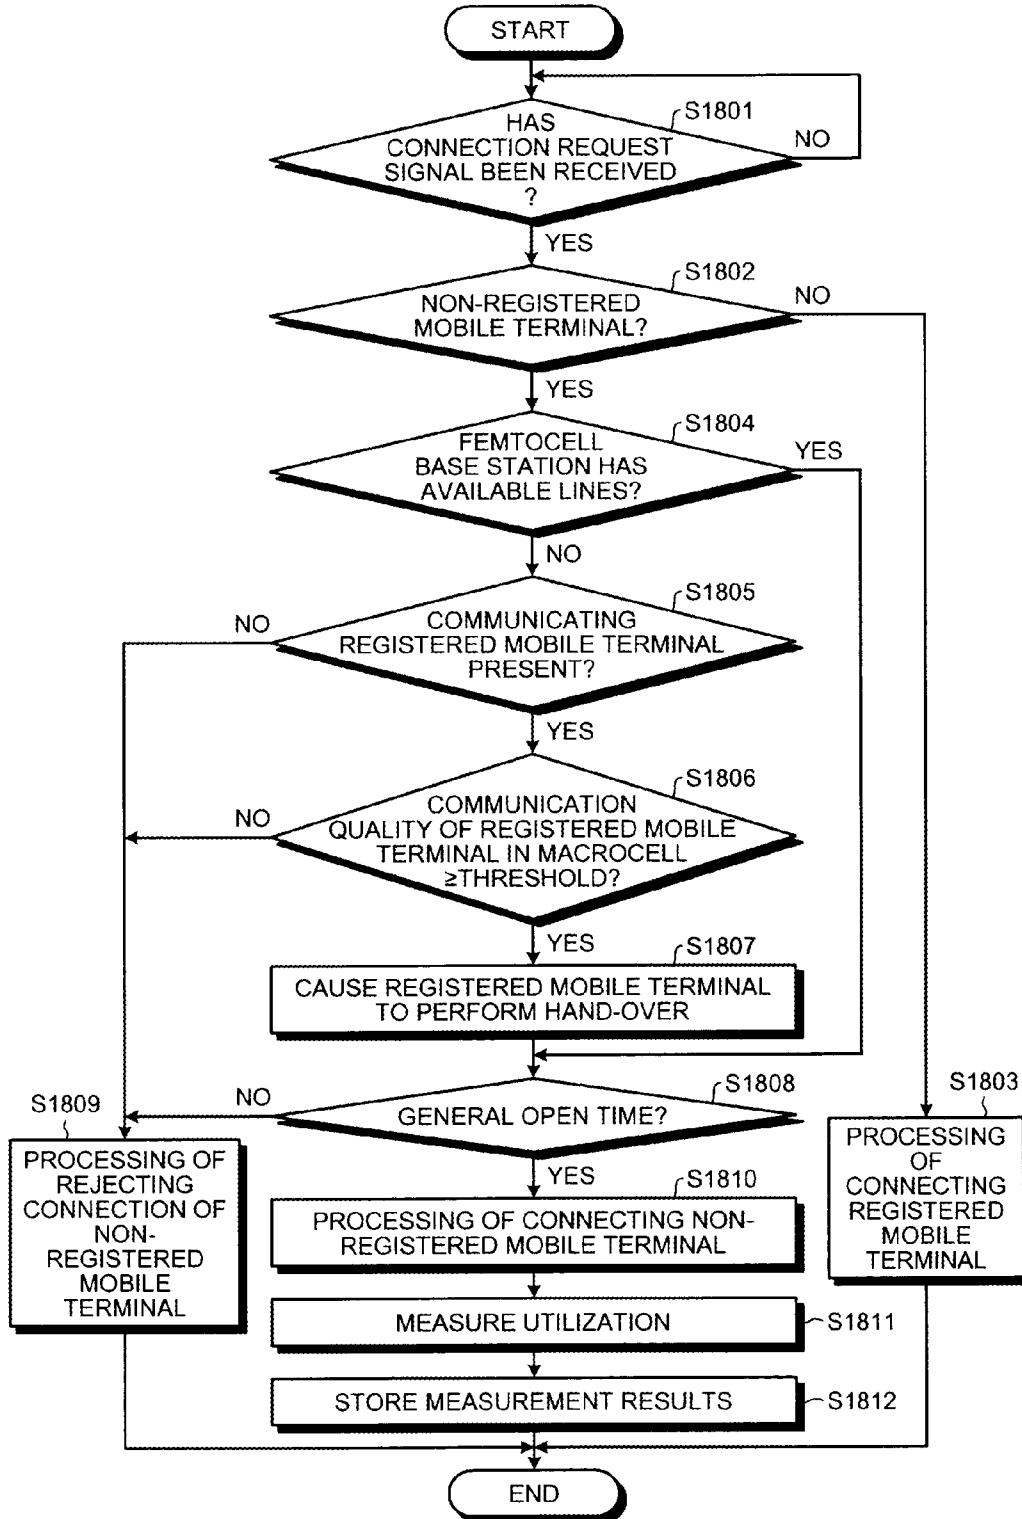 START
S1801
HAS
CONNECTION REQUEST
SIGNAL BEEN RECEIVED
?
NO
YES
S1802
NON-REGISTERED
MOBILE TERMINAL?
NO
YES
S1804
FEMTOCELL
BASE STATION HAS
AVAILABLE LINES?
YES
NO
S1805
COMMUNICATING
REGISTERED MOBILE TERMINAL
PRESENT?
NO
YES
S1806
COMMUNICATION
QUALITY OF REGISTERED MOBILE
TERMINAL IN MACROCELL
≥THRESHOLD?
NO
YES
S1807
CAUSE REGISTERED MOBILE TERMINAL
TO PERFORM HAND-OVER
S1808
GENERAL OPEN TIME?
NO
YES
S1809
PROCESSING OF
REJECTING
CONNECTION OF
NON-
REGISTERED
MOBILE
TERMINAL
S1803
PROCESSING
OF
CONNECTING
REGISTERED
MOBILE
TERMINAL
S1810
PROCESSING OF CONNECTING NON-
REGISTERED MOBILE TERMINAL
MEASURE UTILIZATION
S1811
STORE MEASUREMENT RESULTS
S1812
END